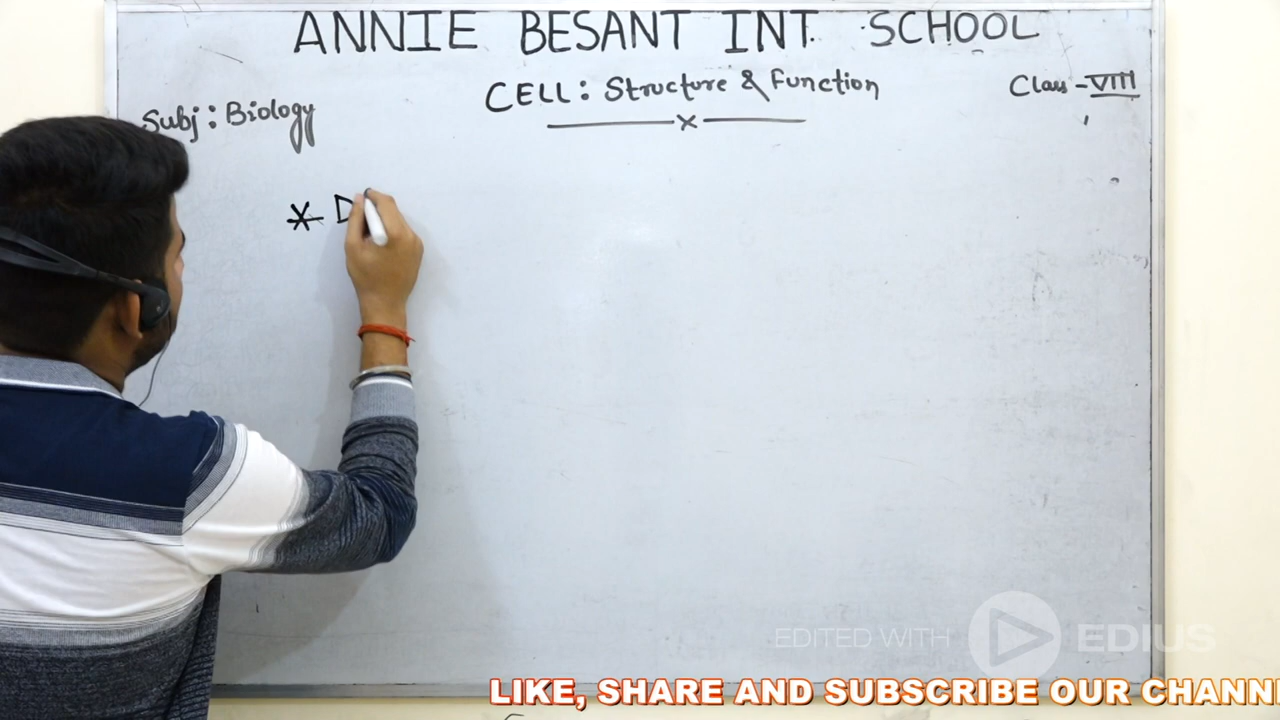 ANNIE BESANT INT. SCHOOL
CELL: Structure & Function
Class - VIII
Subj: Biology
* D
EDITED WITH EDIUS
LIKE, SHARE AND SUBSCRIBE OUR CHANN